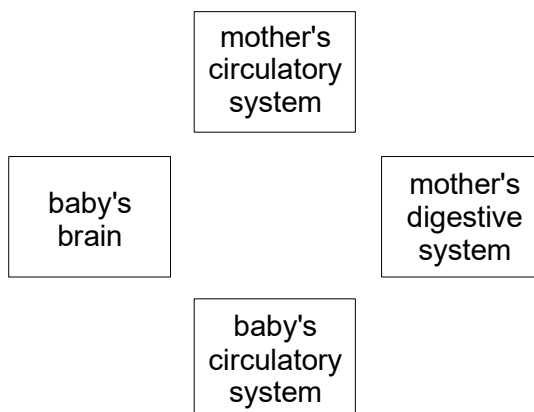 mother's
circulatory
system
baby's
brain
mother's
digestive
system
baby's
circulatory
system